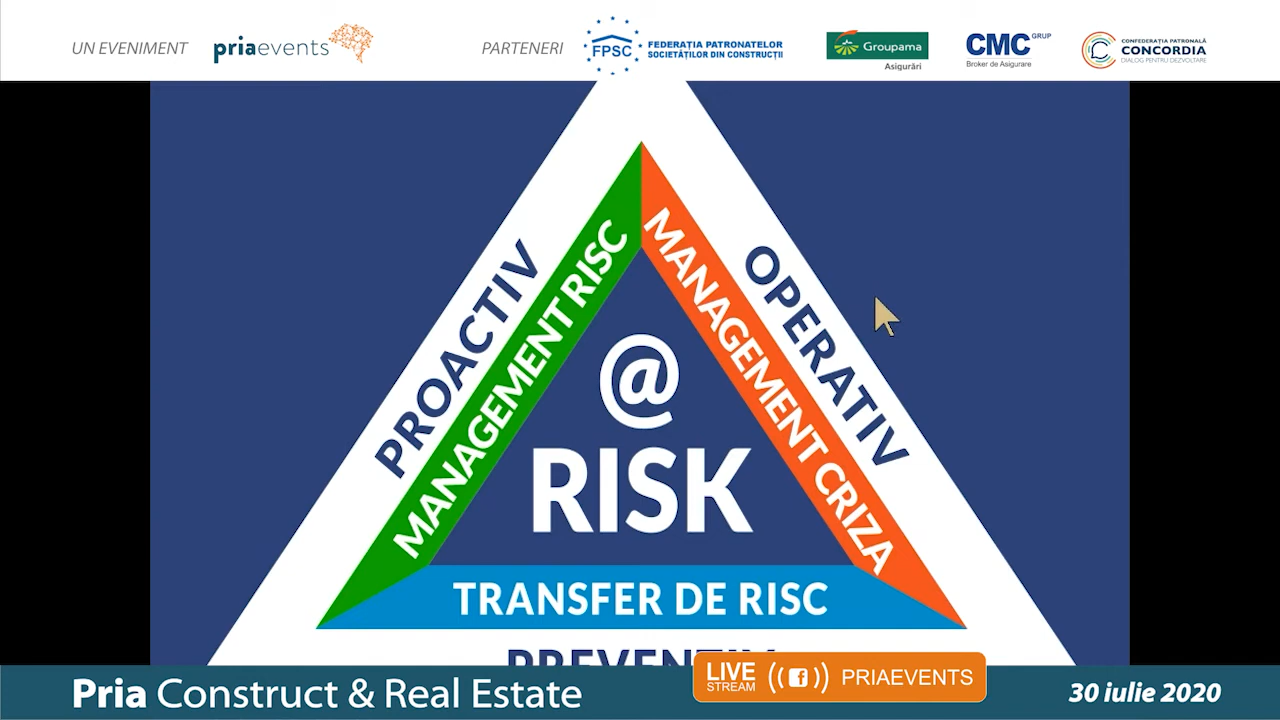 UN EVENIMENT
priaevents
PARTENERI
FPSC
FEDERAȚIA PATRONATELOR
SOCIETĂȚILOR DIN CONSTRUCȚII
Groupama
Asigurări
CMC GRUP
Broker de Asigurare
CONFEDERAȚIA PATRONALĂ
CONCORDIA
DIALOG PENTRU DEZVOLTARE
PROACTIV
MANAGEMENT RISC
MANAGEMENT CRIZA
OPERATIV
@
RISK
TRANSFER DE RISC
PREVENTIV
LIVE
STREAM
PRIAEVENTS
Pria Construct & Real Estate
30 iulie 2020